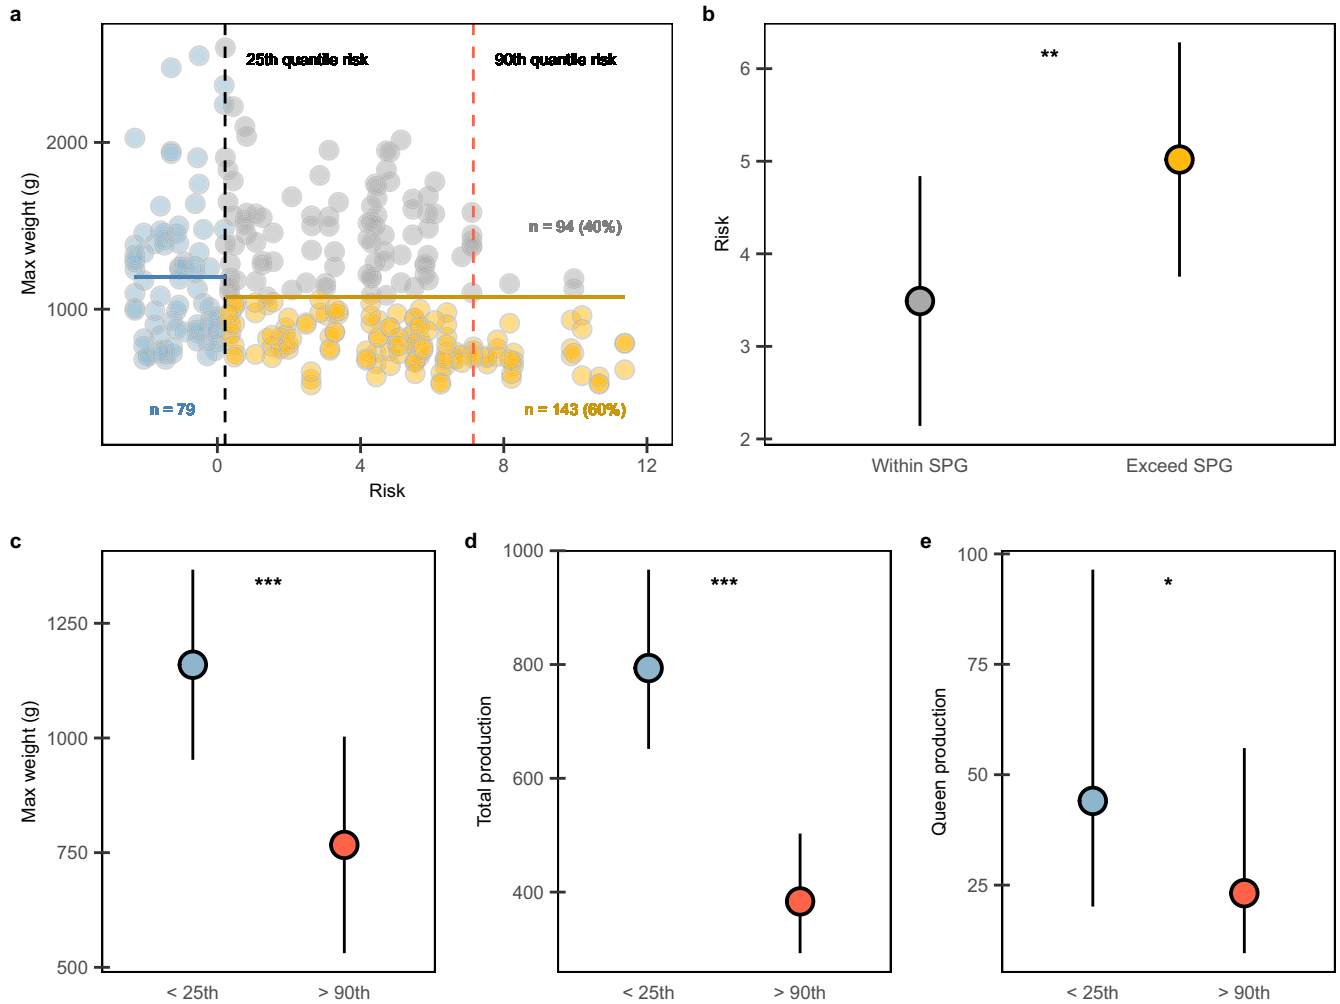 a
25th quantile risk
90th quantile risk
2000
1000
Max weight (g)
n = 94 (40%)
n = 79
n = 143 (60%)
0
4
8
12
Risk
b
**
6
5
4
3
2
Risk
Within SPG
Exceed SPG
c
***
1250
1000
750
500
Max weight (g)
< 25th
> 90th
d
***
1000
800
600
400
Total production
< 25th
> 90th
e
*
100
75
50
25
Queen production
< 25th
> 90th